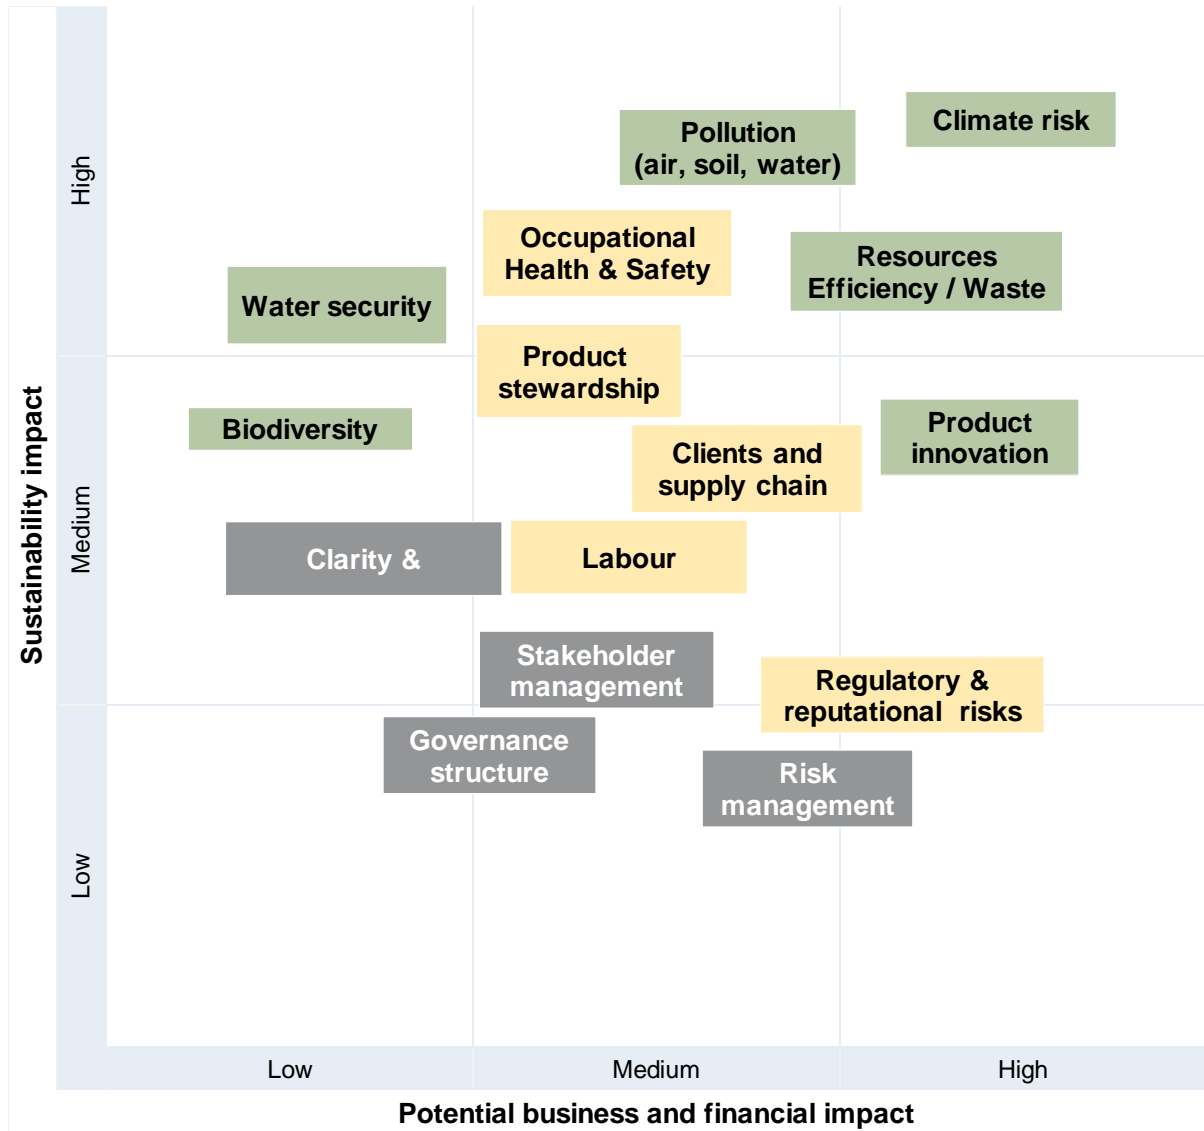 Sustainability impact
High
Medium
Low
Climate risk
Pollution
(air, soil, water)
Occupational
Health & Safety
Resources
Efficiency / Waste
Water security
Product
stewardship
Biodiversity
Product
innovation
Clients and
supply chain
Clarity &
Labour
Stakeholder
management
Regulatory &
reputational risks
Governance
structure
Risk
management
Low
Medium
High
Potential business and financial impact